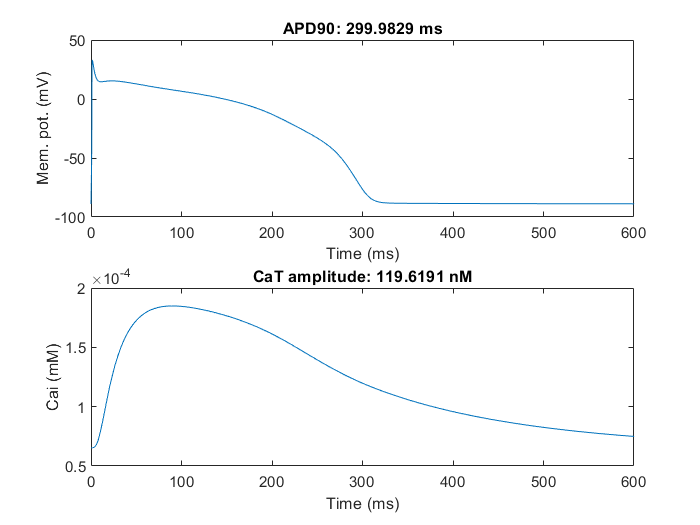 APD90: 299.9829 ms
50
0
-50
-100
Mem. pot. (mV)
0 100 200 300 400 500 600
Time (ms)
×10-4
CaT amplitude: 119.6191 nM
2
1.5
1
0.5
Cai (mM)
0 100 200 300 400 500 600
Time (ms)